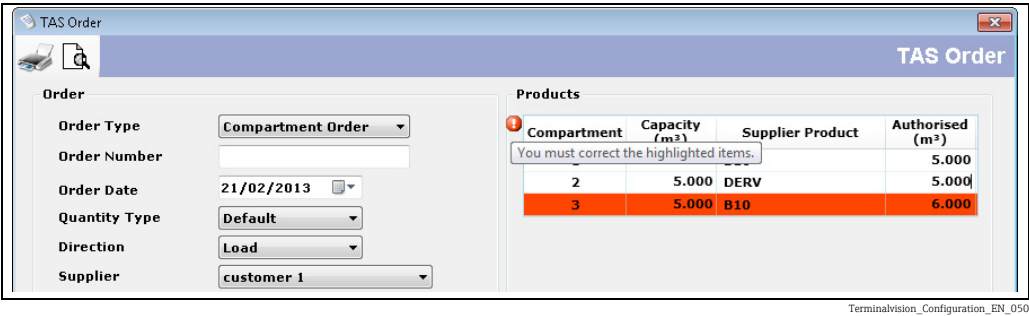 TAS Order
TAS Order
Order
Order Type
Compartment Order
Order Number
Order Date
21/02/2013
Quantity Type
Default
Direction
Load
Supplier
customer 1
Products
Compartment Capacity (m³) Supplier Product Authorised (m³)
You must correct the highlighted items.
5.000
2 5.000 DERV 5.000
3 5.000 B10 6.000
Terminalvision_Configuration_EN_050